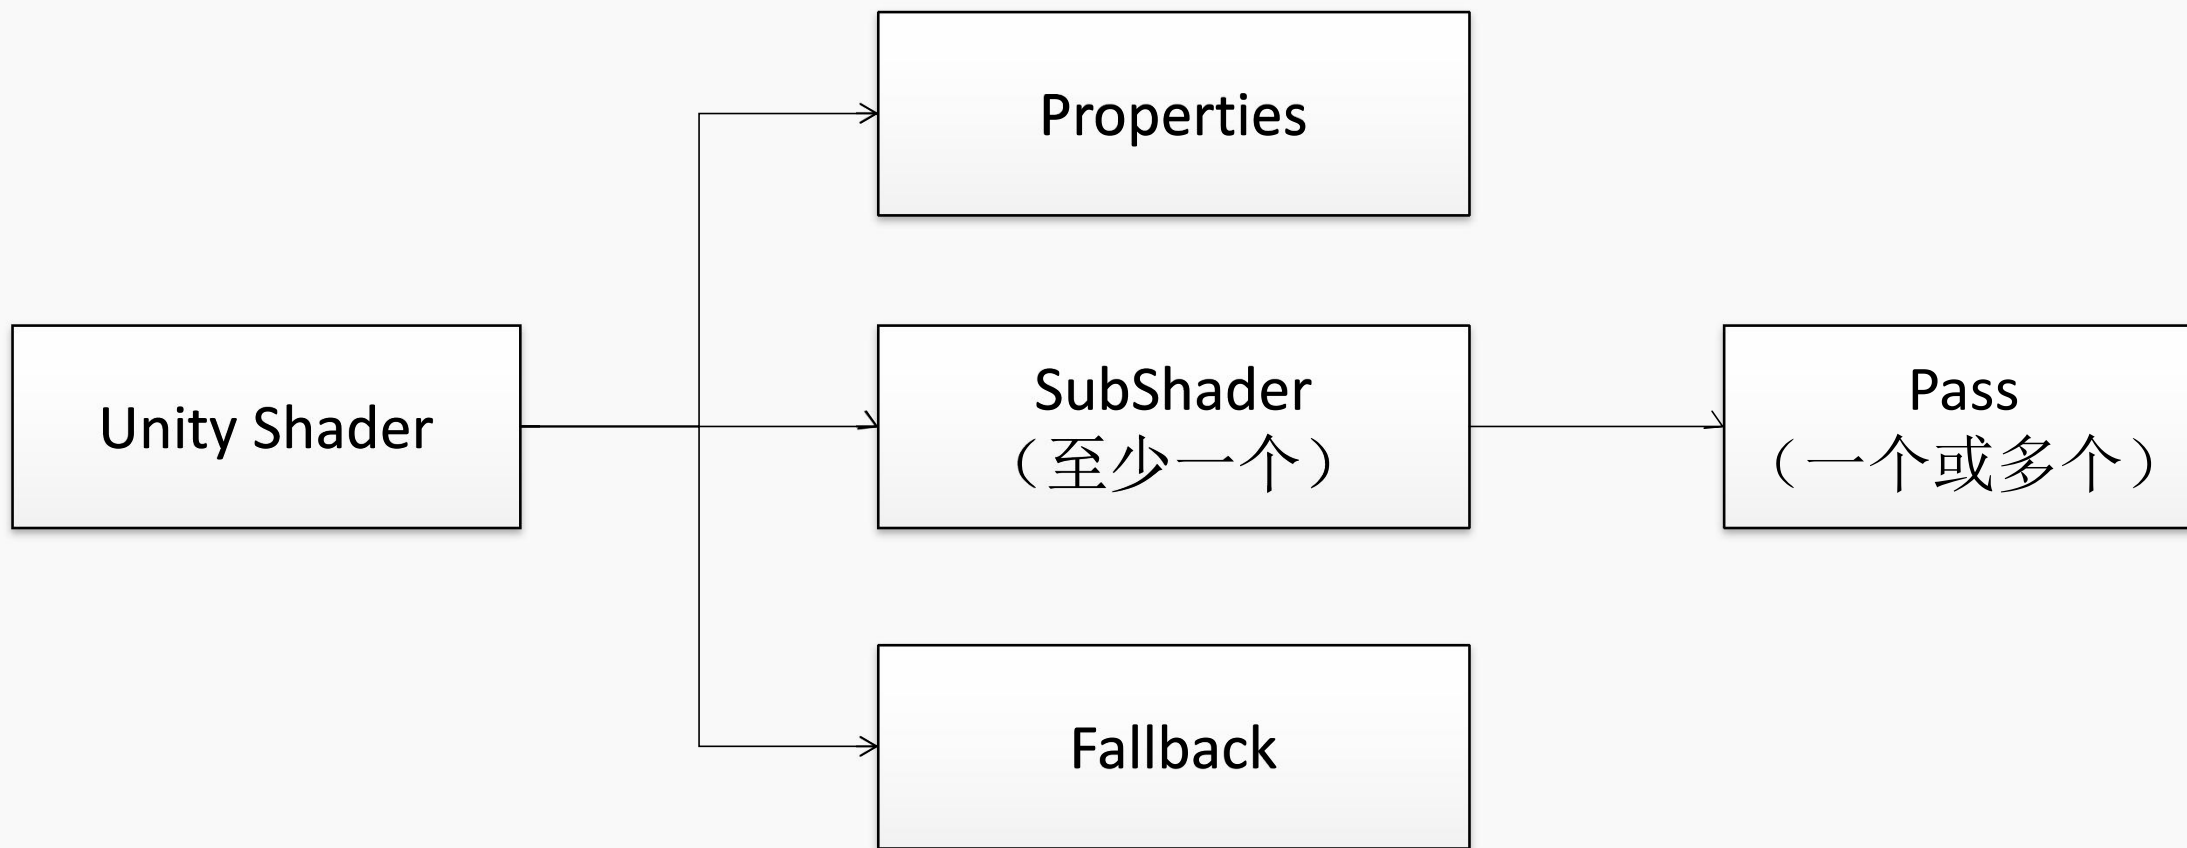 Properties
Unity Shader
SubShader
（至少一个）
Pass
（一个或多个）
Fallback